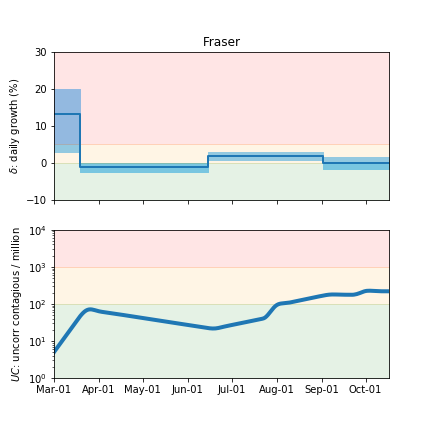 Fraser
δ: daily growth (%)
30
20
10
0
−10
UC: uncorr contagious / million
10⁴
10³
10²
10¹
10⁰
Mar-01 Apr-01 May-01 Jun-01 Jul-01 Aug-01 Sep-01 Oct-01